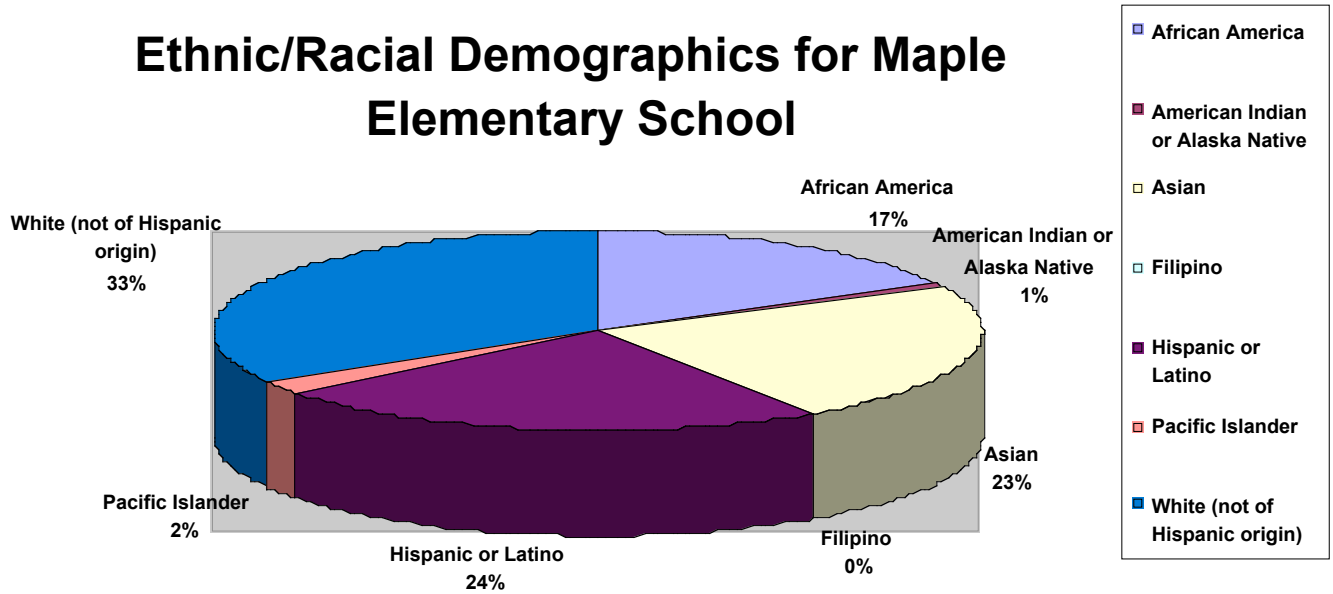 Ethnic/Racial Demographics for Maple
Elementary School
African America
17%
American Indian or
Alaska Native
1%
Asian
23%
Filipino
0%
Hispanic or Latino
24%
Pacific Islander
2%
White (not of Hispanic
origin)
33%
African America
American Indian
or Alaska Native
Asian
Filipino
Hispanic or
Latino
Pacific Islander
White (not of
Hispanic origin)